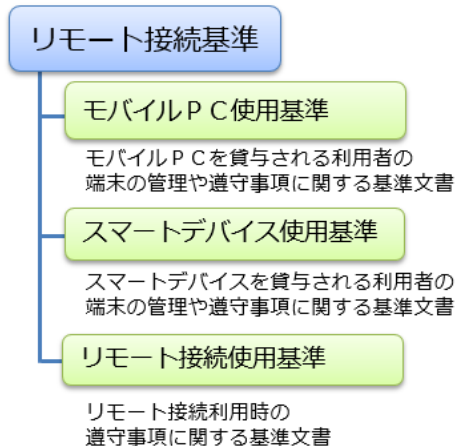 リモート接続基準
モバイルＰＣ使用基準
モバイルＰＣを貸与される利用者の
端末の管理や遵守事項に関する基準文書
スマートデバイス使用基準
スマートデバイスを貸与される利用者の
端末の管理や遵守事項に関する基準文書
リモート接続使用基準
リモート接続利用時の
遵守事項に関する基準文書